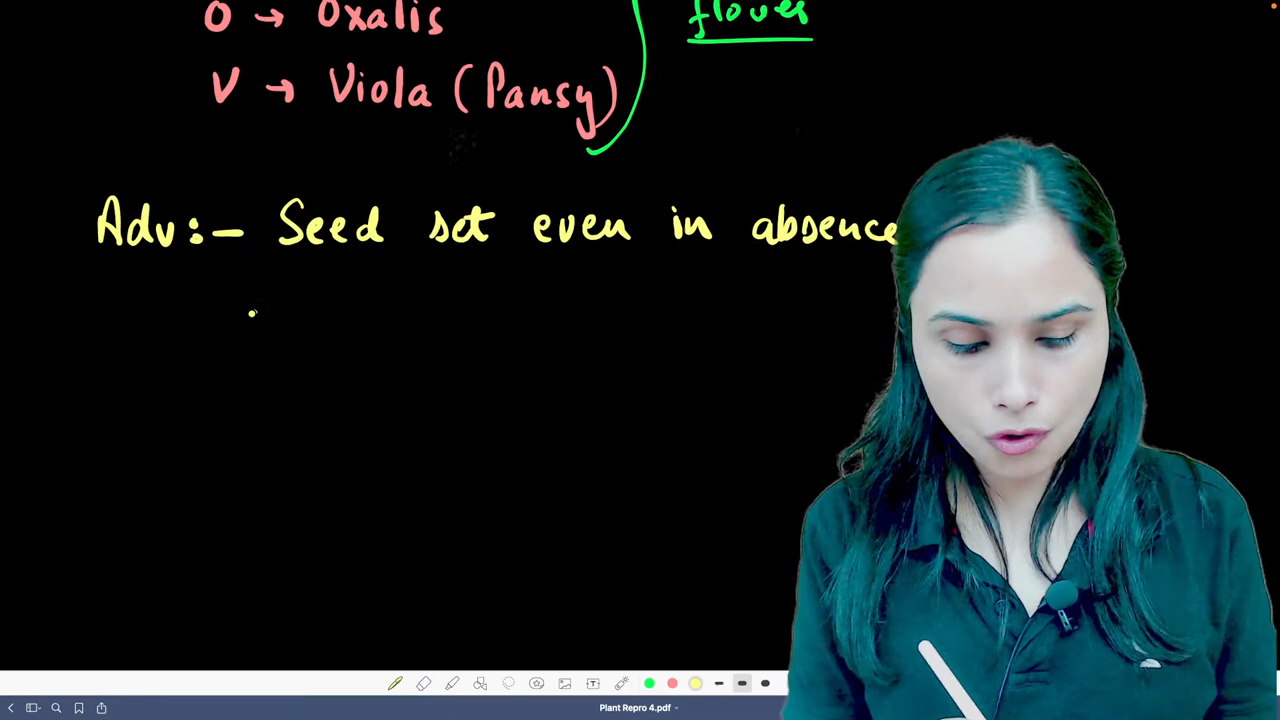 O → Oxalis
flower
V → Viola (Pansy)
Adv :- Seed set even in absence
Plant Repro 4.pdf